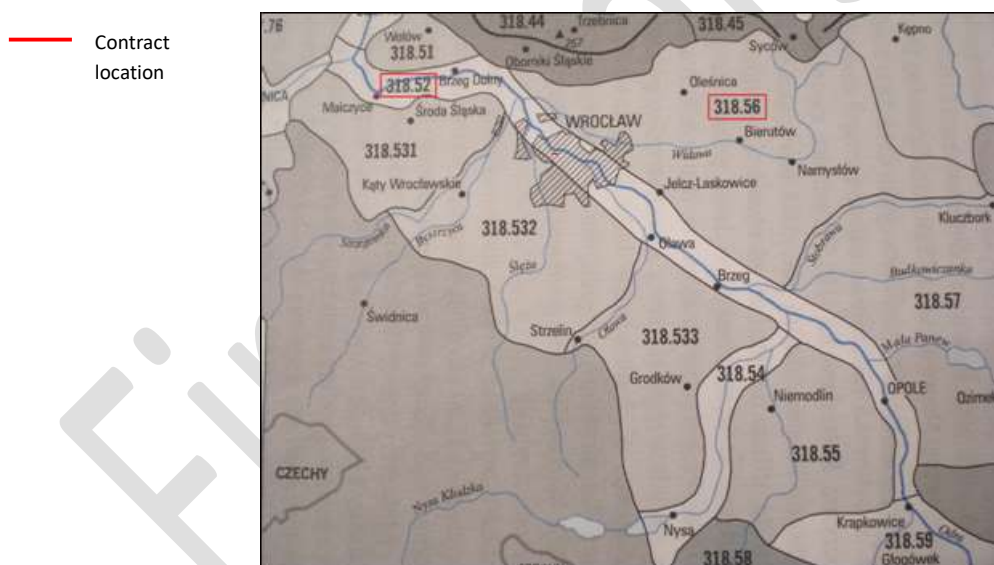 Contract
location
.76
318.44
Trzebnica
257
318.45
Wołów
318.51
Oborniki Śląskie
Syców
Kępno
318.52
Brzeg Dolny
Oleśnica
318.56
Malczyce
Środa Śląska
WROCŁAW
Bierutów
318.531
Widawa
Namysłów
Kąty Wrocławskie
Jelcz-Laskowice
Kluczbork
Bystrzyca
318.532
Oława
Stobrawa
Ślęża
Brzeg
Budkowiczanka
Świdnica
318.57
Strzelin
Oława
318.533
Mała Panew
318.54
Grodków
Niemodlin
OPOLE
Ozimek
318.55
CZECHY
Nysa Kłodzka
Nysa
Krapkowice
Odra
318.59
318.58
Głogówek